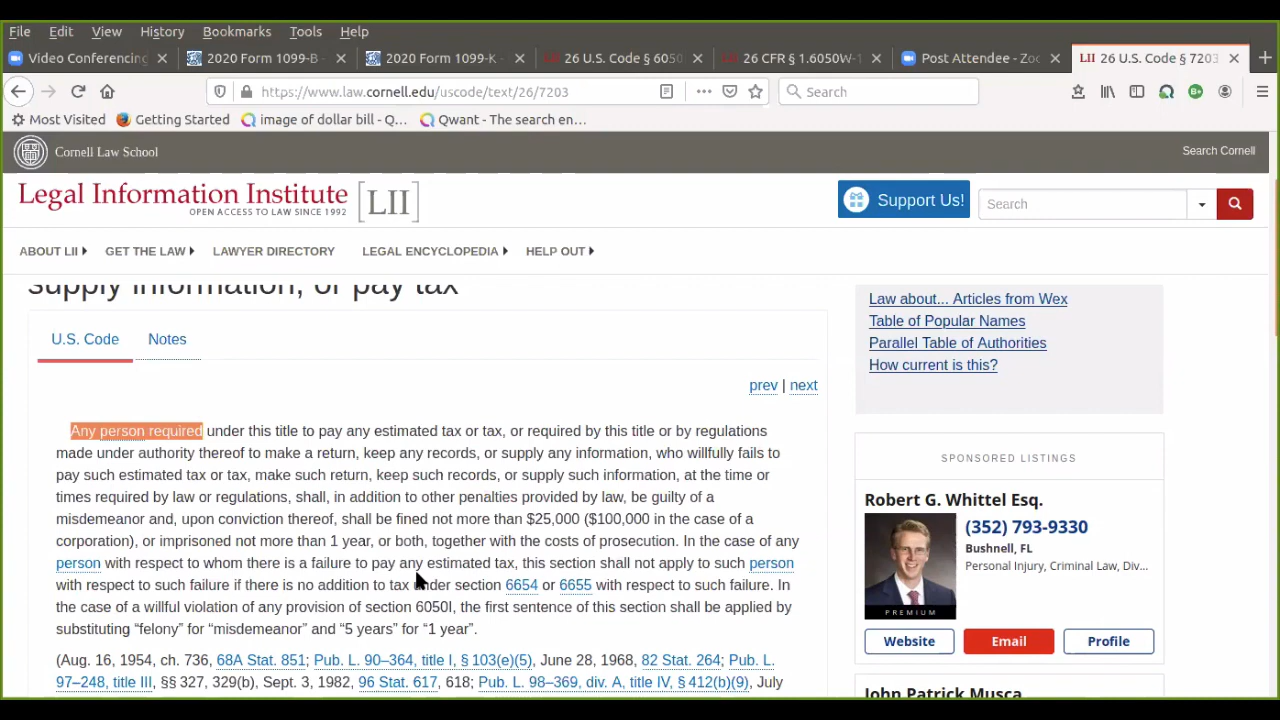 File Edit View History Bookmarks Tools Help
Video Conferencing 2020 Form 1099-B - 2020 Form 1099-K - LII 26 U.S. Code § 6050 LII 26 CFR § 1.6050W-1 Post Attendee - Zoo LII 26 U.S. Code § 7203
https://www.law.cornell.edu/uscode/text/26/7203 Search
Most Visited Getting Started image of dollar bill - Q... Qwant - The search en...
Cornell Law School Search Cornell
Legal Information Institute [LII]
OPEN ACCESS TO LAW SINCE 1992
Support Us! Search
ABOUT LII GET THE LAW LAWYER DIRECTORY LEGAL ENCYCLOPEDIA HELP OUT
supply information, or pay tax
U.S. Code Notes
prev | next
Any person required under this title to pay any estimated tax or tax, or required by this title or by regulations
made under authority thereof to make a return, keep any records, or supply any information, who willfully fails to
pay such estimated tax or tax, make such return, keep such records, or supply such information, at the time or
times required by law or regulations, shall, in addition to other penalties provided by law, be guilty of a
misdemeanor and, upon conviction thereof, shall be fined not more than $25,000 ($100,000 in the case of a
corporation), or imprisoned not more than 1 year, or both, together with the costs of prosecution. In the case of any
person with respect to whom there is a failure to pay any estimated tax, this section shall not apply to such person
with respect to such failure if there is no addition to tax under section 6654 or 6655 with respect to such failure. In
the case of a willful violation of any provision of section 6050I, the first sentence of this section shall be applied by
substituting “felony” for “misdemeanor” and “5 years” for “1 year”.
(Aug. 16, 1954, ch. 736, 68A Stat. 851; Pub. L. 90–364, title I, § 103(e)(5), June 28, 1968, 82 Stat. 264; Pub. L.
97–248, title III, §§ 327, 329(b), Sept. 3, 1982, 96 Stat. 617, 618; Pub. L. 98–369, div. A, title IV, § 412(b)(9), July
Law about... Articles from Wex
Table of Popular Names
Parallel Table of Authorities
How current is this?
SPONSORED LISTINGS
Robert G. Whittel Esq.
(352) 793-9330
Bushnell, FL
Personal Injury, Criminal Law, Div...
PREMIUM
Website Email Profile
John Patrick Musca